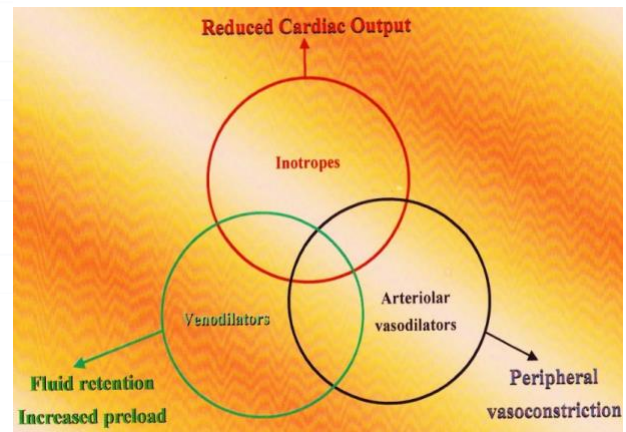 Reduced Cardiac Output
Inotropes
Venodilators
Arteriolar
vasodilators
Fluid retention
Increased preload
Peripheral
vasoconstriction